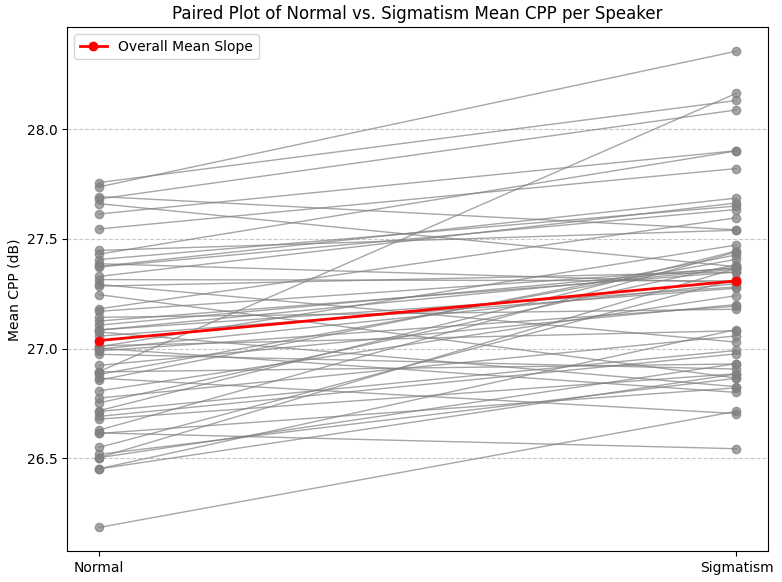 Paired Plot of Normal vs. Sigmatism Mean CPP per Speaker
Overall Mean Slope
28.0
27.5
27.0
26.5
Mean CPP (dB)
Normal
Sigmatism